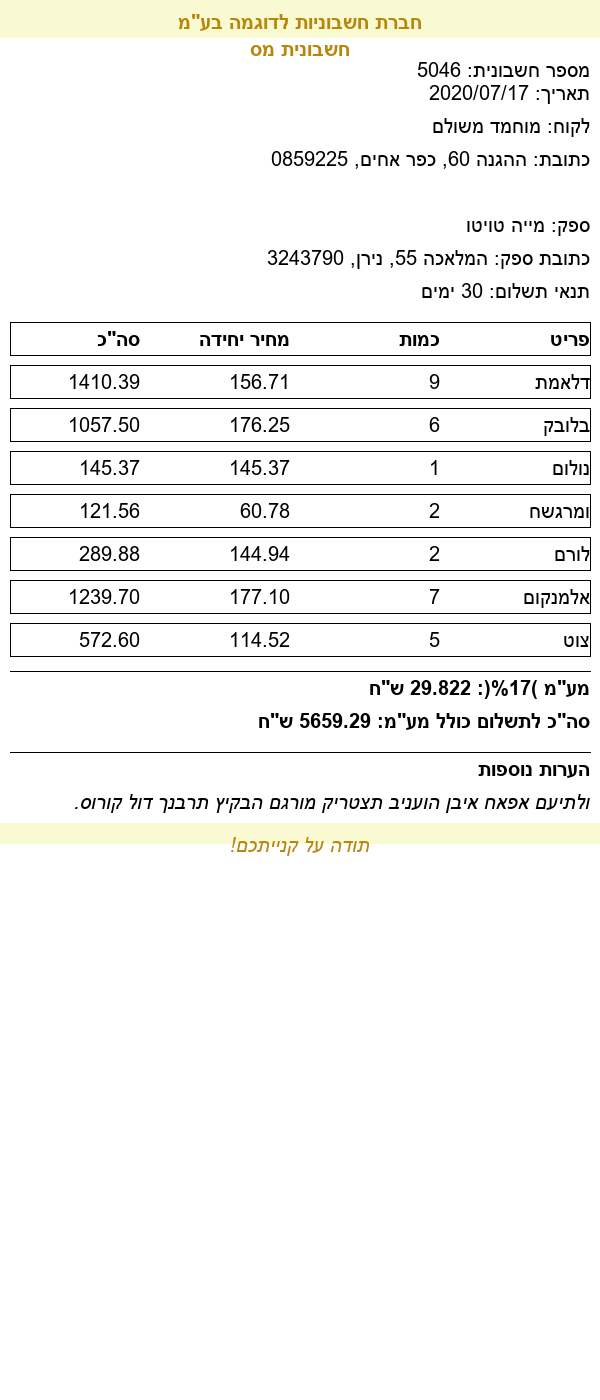 חברת חשבוניות לדוגמה בע"מ
חשבונית מס
מספר חשבונית: 5046
תאריך: 2020/07/17
לקוח: מוחמד משולם
כתובת: ההגנה 60, כפר אחים, 0859225
ספק: מייה טויטו
כתובת ספק: המלאכה 55, נירן, 3243790
תנאי תשלום: 30 ימים
פריט כמות מחיר יחידה סה"כ
דלאמת 9 156.71 1410.39
בלובק 6 176.25 1057.50
נולום 1 145.37 145.37
ומרגשח 2 60.78 121.56
לורם 2 144.94 289.88
אלמנקום 7 177.10 1239.70
צוט 5 114.52 572.60
מע"מ )17%(: 29.822 ש"ח
סה"כ לתשלום כולל מע"מ: 5659.29 ש"ח
הערות נוספות
ולתיעם אפאח איבן הועניב תצטריק מורגם הבקיץ תרבנך דול קורוס.
תודה על קנייתכם!